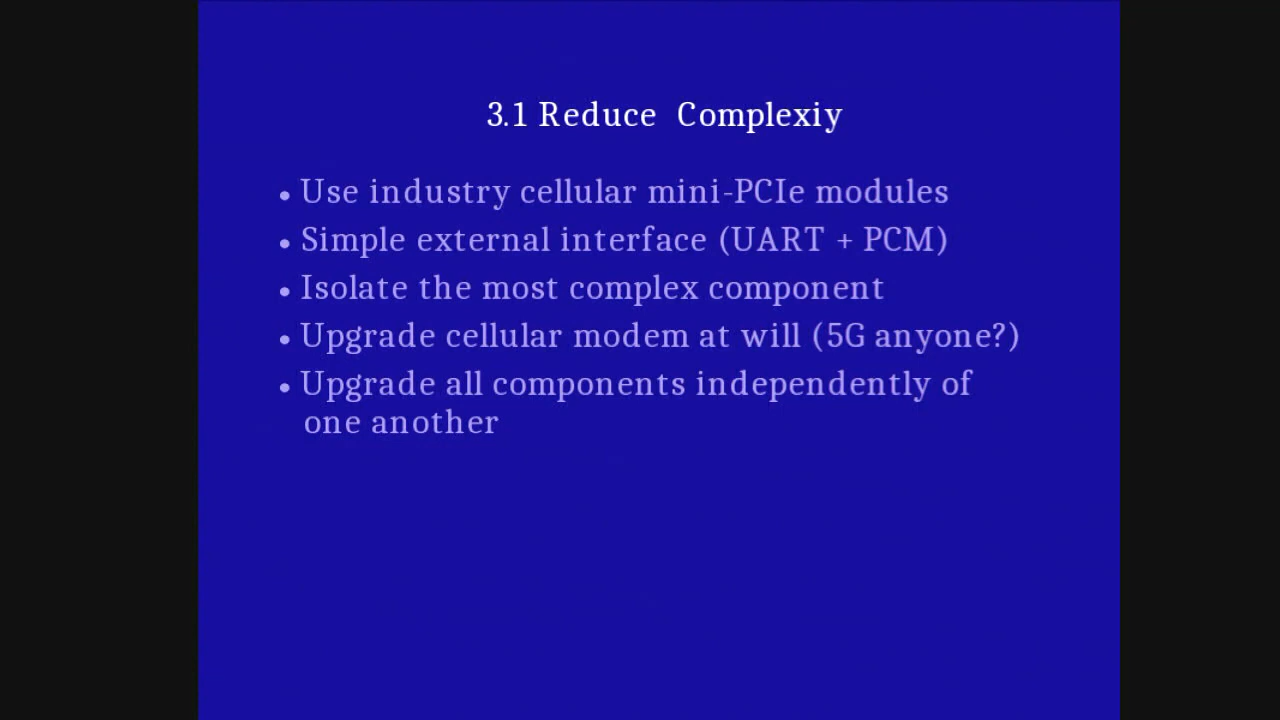 3.1 Reduce  Complexiy
• Use industry cellular mini-PCIe modules
• Simple external interface (UART + PCM)
• Isolate the most complex component
• Upgrade cellular modem at will (5G anyone?)
• Upgrade all components independently of
one another